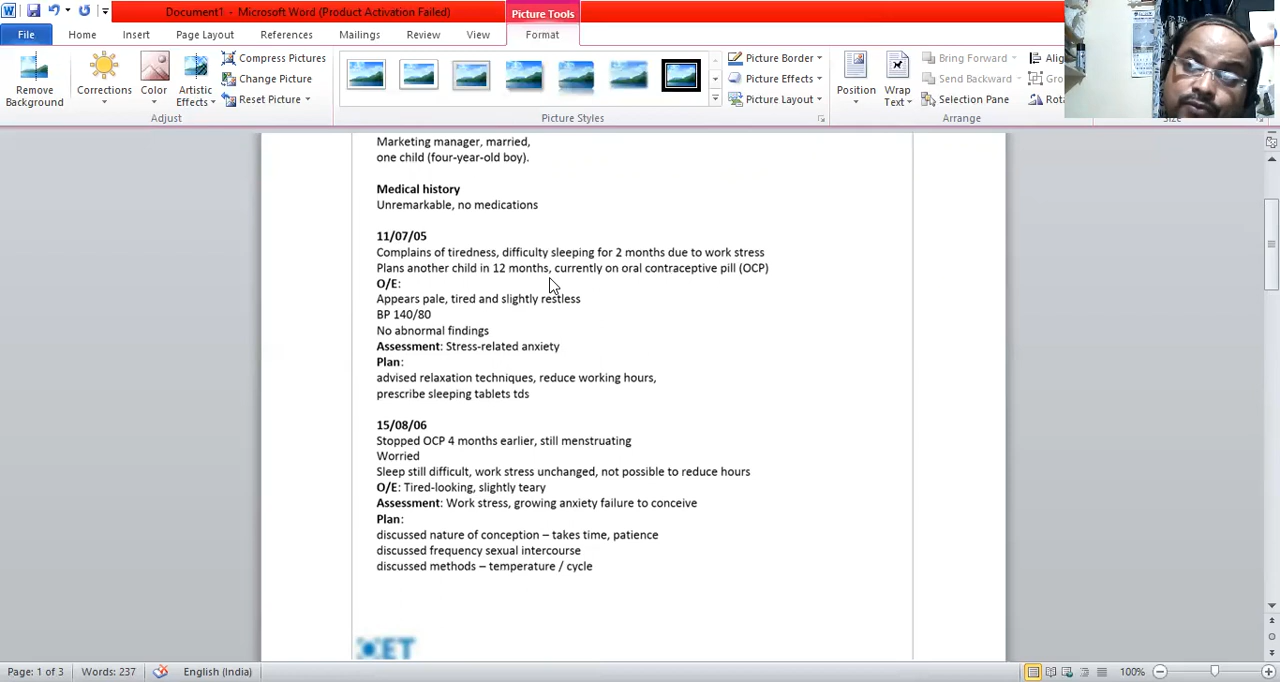 Document1 - Microsoft Word (Product Activation Failed)
Picture Tools
File
Home
Insert
Page Layout
References
Mailings
Review
View
Format
Remove Background
Corrections
Color
Artistic Effects
Compress Pictures
Change Picture
Reset Picture
Adjust
Picture Styles
Picture Border
Picture Effects
Picture Layout
Position
Wrap Text
Bring Forward
Send Backward
Selection Pane
Arrange
Marketing manager, married,
one child (four-year-old boy).
Medical history
Unremarkable, no medications
11/07/05
Complains of tiredness, difficulty sleeping for 2 months due to work stress
Plans another child in 12 months, currently on oral contraceptive pill (OCP)
O/E:
Appears pale, tired and slightly restless
BP 140/80
No abnormal findings
Assessment: Stress-related anxiety
Plan:
advised relaxation techniques, reduce working hours,
prescribe sleeping tablets tds
15/08/06
Stopped OCP 4 months earlier, still menstruating
Worried
Sleep still difficult, work stress unchanged, not possible to reduce hours
O/E: Tired-looking, slightly teary
Assessment: Work stress, growing anxiety failure to conceive
Plan:
discussed nature of conception – takes time, patience
discussed frequency sexual intercourse
discussed methods – temperature / cycle
ET
Page: 1 of 3
Words: 237
English (India)
100%